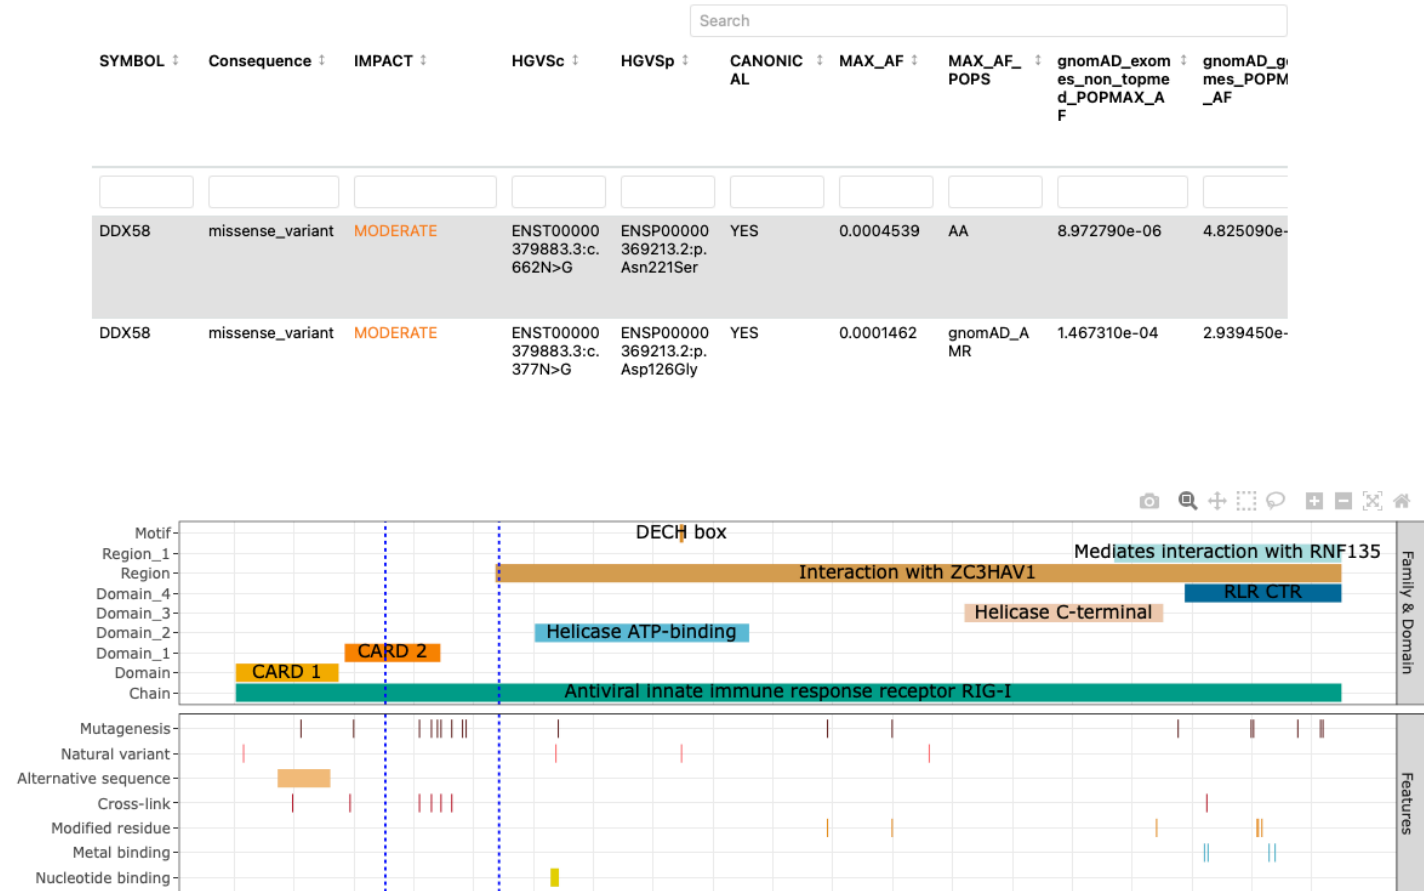 Search
SYMBOL Consequence IMPACT HGVSc HGVSp CANONIC MAX_AF MAX_AF_ gnomAD_exom gnomAD_g
AL POPS es_non_topme mes_POPM
d_POPMAX_A _AF
F
DDX58 missense_variant MODERATE ENST00000 ENSP00000 YES 0.0004539 AA 8.972790e-06 4.825090e-
379883.3:c. 369213.2:p.
662N>G Asn221Ser
DDX58 missense_variant MODERATE ENST00000 ENSP00000 YES 0.0001462 gnomAD_A 1.467310e-04 2.939450e-
379883.3:c. 369213.2:p. MR
377N>G Asp126Gly
Motif DECH box
Region_1 Mediates interaction with RNF135
Region Interaction with ZC3HAV1
Domain_4 RLR CTR
Domain_3 Helicase C-terminal
Domain_2 Helicase ATP-binding
Domain_1 CARD 2
Domain CARD 1
Chain Antiviral innate immune response receptor RIG-I
Family & Domain
Mutagenesis
Natural variant
Alternative sequence
Cross-link
Modified residue
Metal binding
Nucleotide binding
Features